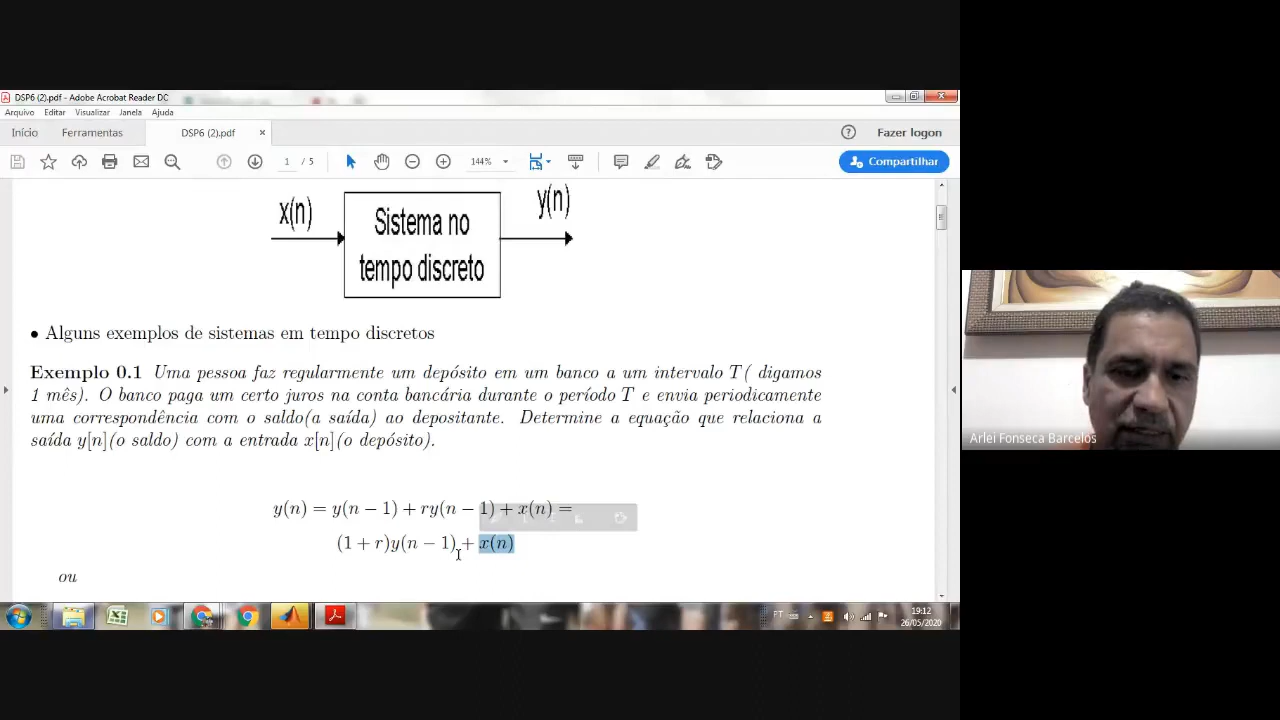 DSP6 (2).pdf - Adobe Acrobat Reader DC
Arquivo Editar Visualizar Janela Ajuda
Início Ferramentas DSP6 (2).pdf × Fazer logon
1 / 5 144% Compartilhar
x(n) y(n)
Sistema no
tempo discreto
• Alguns exemplos de sistemas em tempo discretos
Exemplo 0.1 Uma pessoa faz regularmente um depósito em um banco a um intervalo T( digamos
1 mês). O banco paga um certo juros na conta bancária durante o período T e envia periodicamente
uma correspondência com o saldo(a saída) ao depositante. Determine a equação que relaciona a
saída y[n](o saldo) com a entrada x[n](o depósito).
y(n) = y(n − 1) + ry(n − 1) + x(n) =
(1 + r)y(n − 1) + x(n)
ou
PT 19:12
26/05/2020
Arlei Fonseca Barcelos